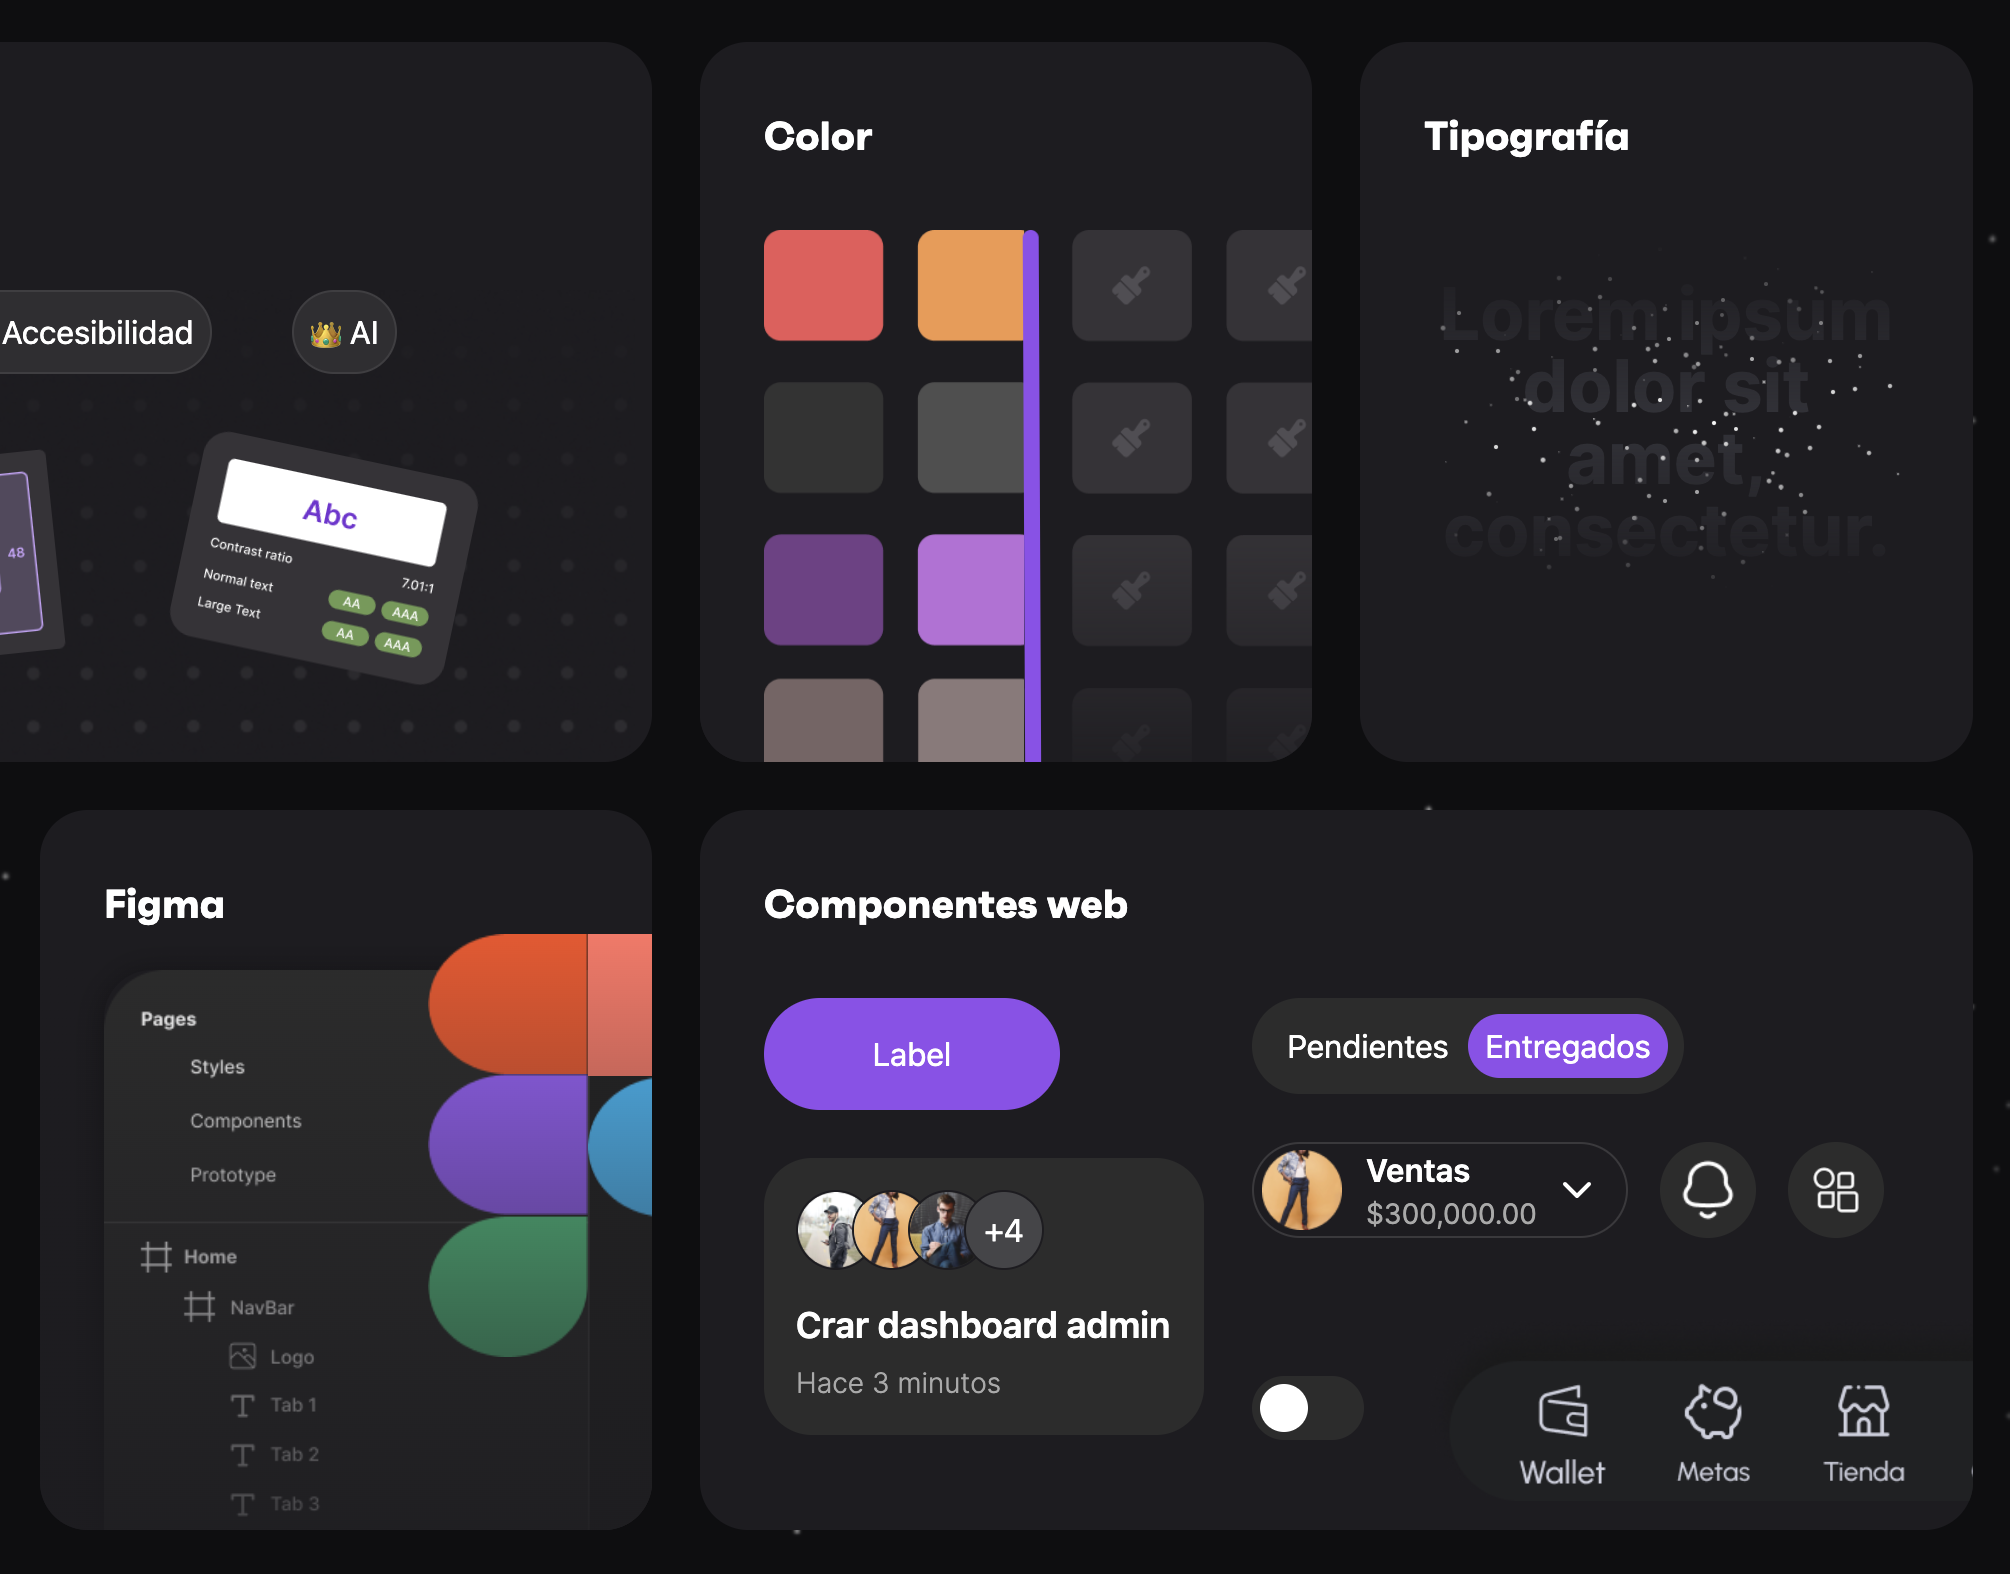 Accesibilidad
👑 AI
48
Abc
Contrast ratio
7.01:1
Normal text
AA AAA
Large Text
AA AAA
Color
Tipografía
Lorem ipsum
dolor sit
amet,
consectetur.
Figma
Pages
Styles
Components
Prototype
Home
NavBar
Logo
Tab 1
Tab 2
Tab 3
Componentes web
Label
Pendientes Entregados
Ventas
$300,000.00
+4
Crar dashboard admin
Hace 3 minutos
Wallet
Metas
Tienda